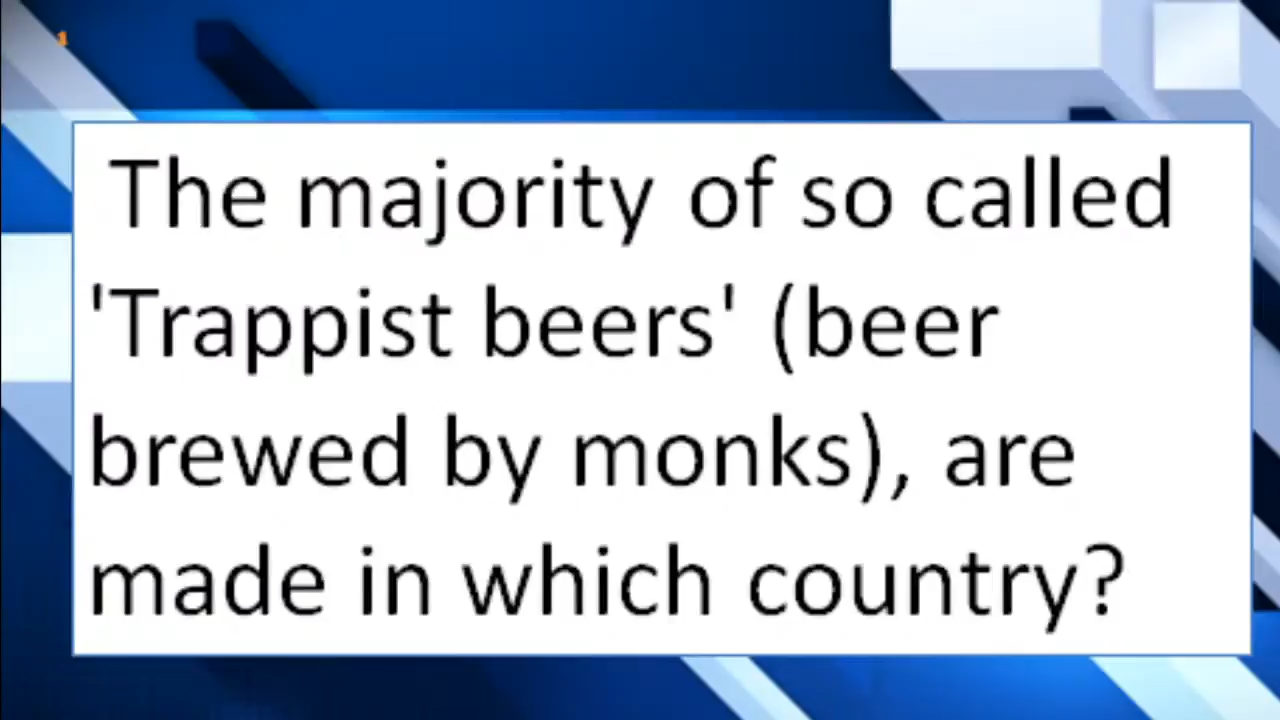 The majority of so called
'Trappist beers' (beer
brewed by monks), are
made in which country?